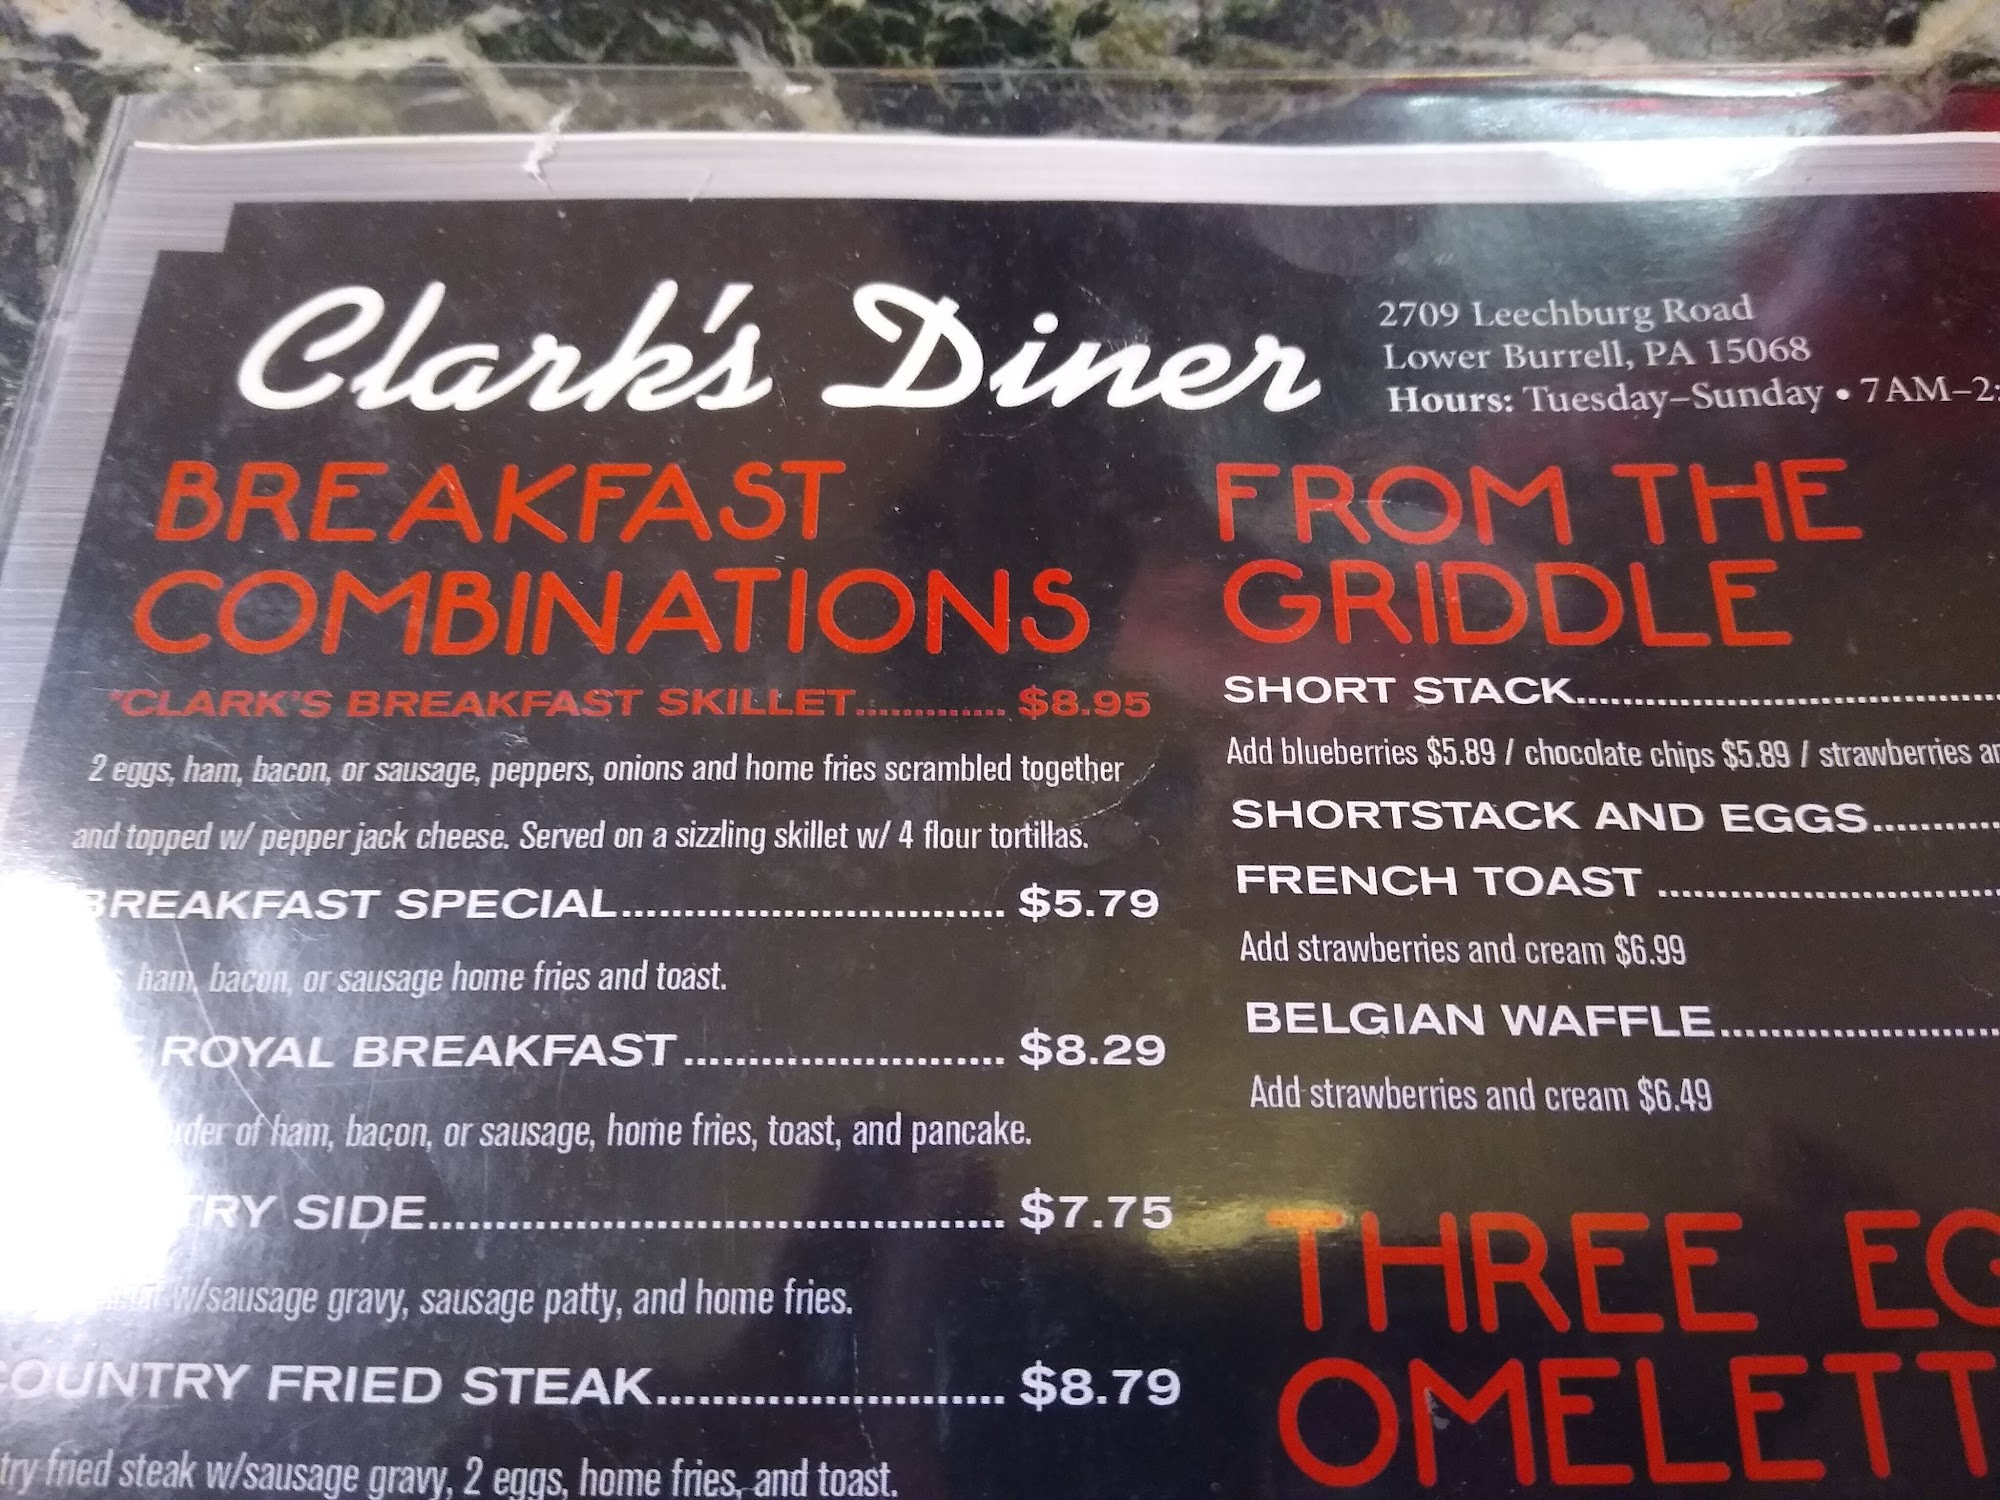 Clark's Diner
2709 Leechburg Road
Lower Burrell, PA 15068
Hours: Tuesday–Sunday • 7AM–2:
BREAKFAST
COMBINATIONS
*CLARK'S BREAKFAST SKILLET............. $8.95
2 eggs, ham, bacon, or sausage, peppers, onions and home fries scrambled together
and topped w/ pepper jack cheese. Served on a sizzling skillet w/ 4 flour tortillas.
BREAKFAST SPECIAL............................. $5.79
ham, bacon, or sausage home fries and toast.
ROYAL BREAKFAST........................ $8.29
of ham, bacon, or sausage, home fries, toast, and pancake.
SIDE........................................... $7.75
w/sausage gravy, sausage patty, and home fries.
COUNTRY FRIED STEAK.......................... $8.79
fried steak w/sausage gravy, 2 eggs, home fries, and toast.
FROM THE
GRIDDLE
SHORT STACK................................
Add blueberries $5.89 / chocolate chips $5.89 / strawberries
SHORTSTACK AND EGGS..........
FRENCH TOAST ..........................
Add strawberries and cream $6.99
BELGIAN WAFFLE.....................
Add strawberries and cream $6.49
THREE